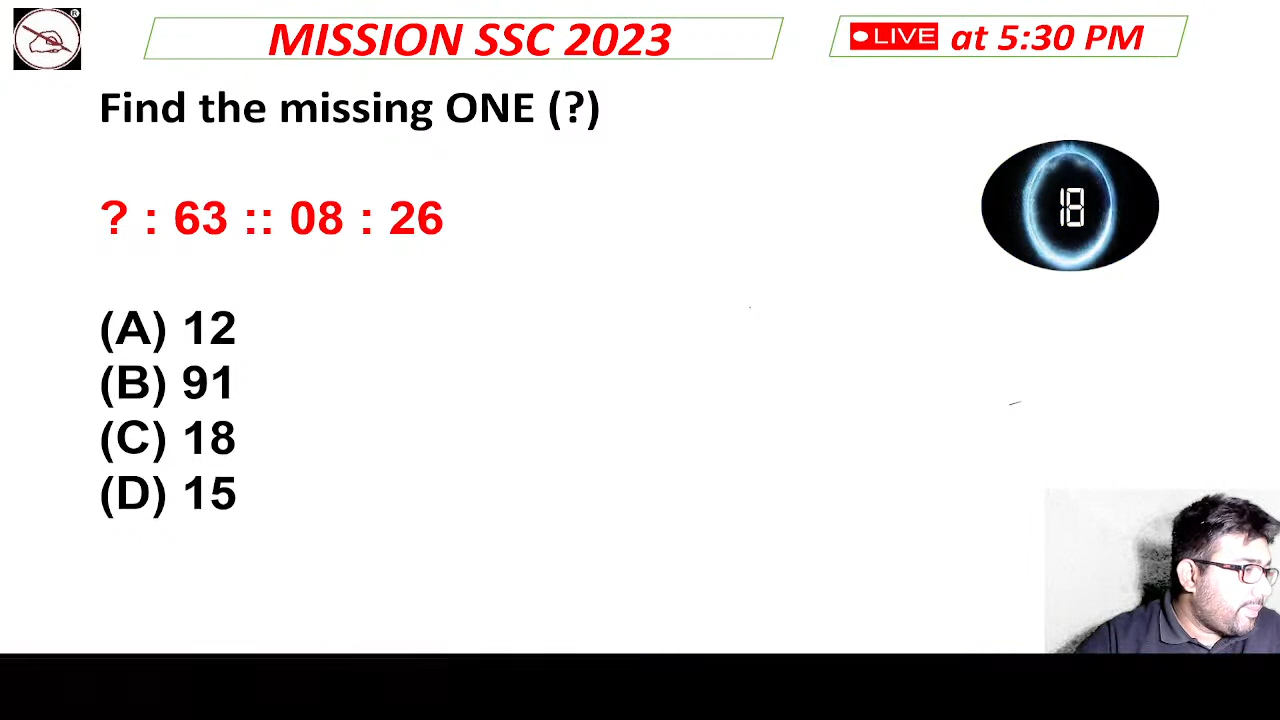 MISSION SSC 2023
LIVE at 5:30 PM
®
Find the missing ONE (?)
? : 63 :: 08 : 26
18
(A) 12
(B) 91
(C) 18
(D) 15